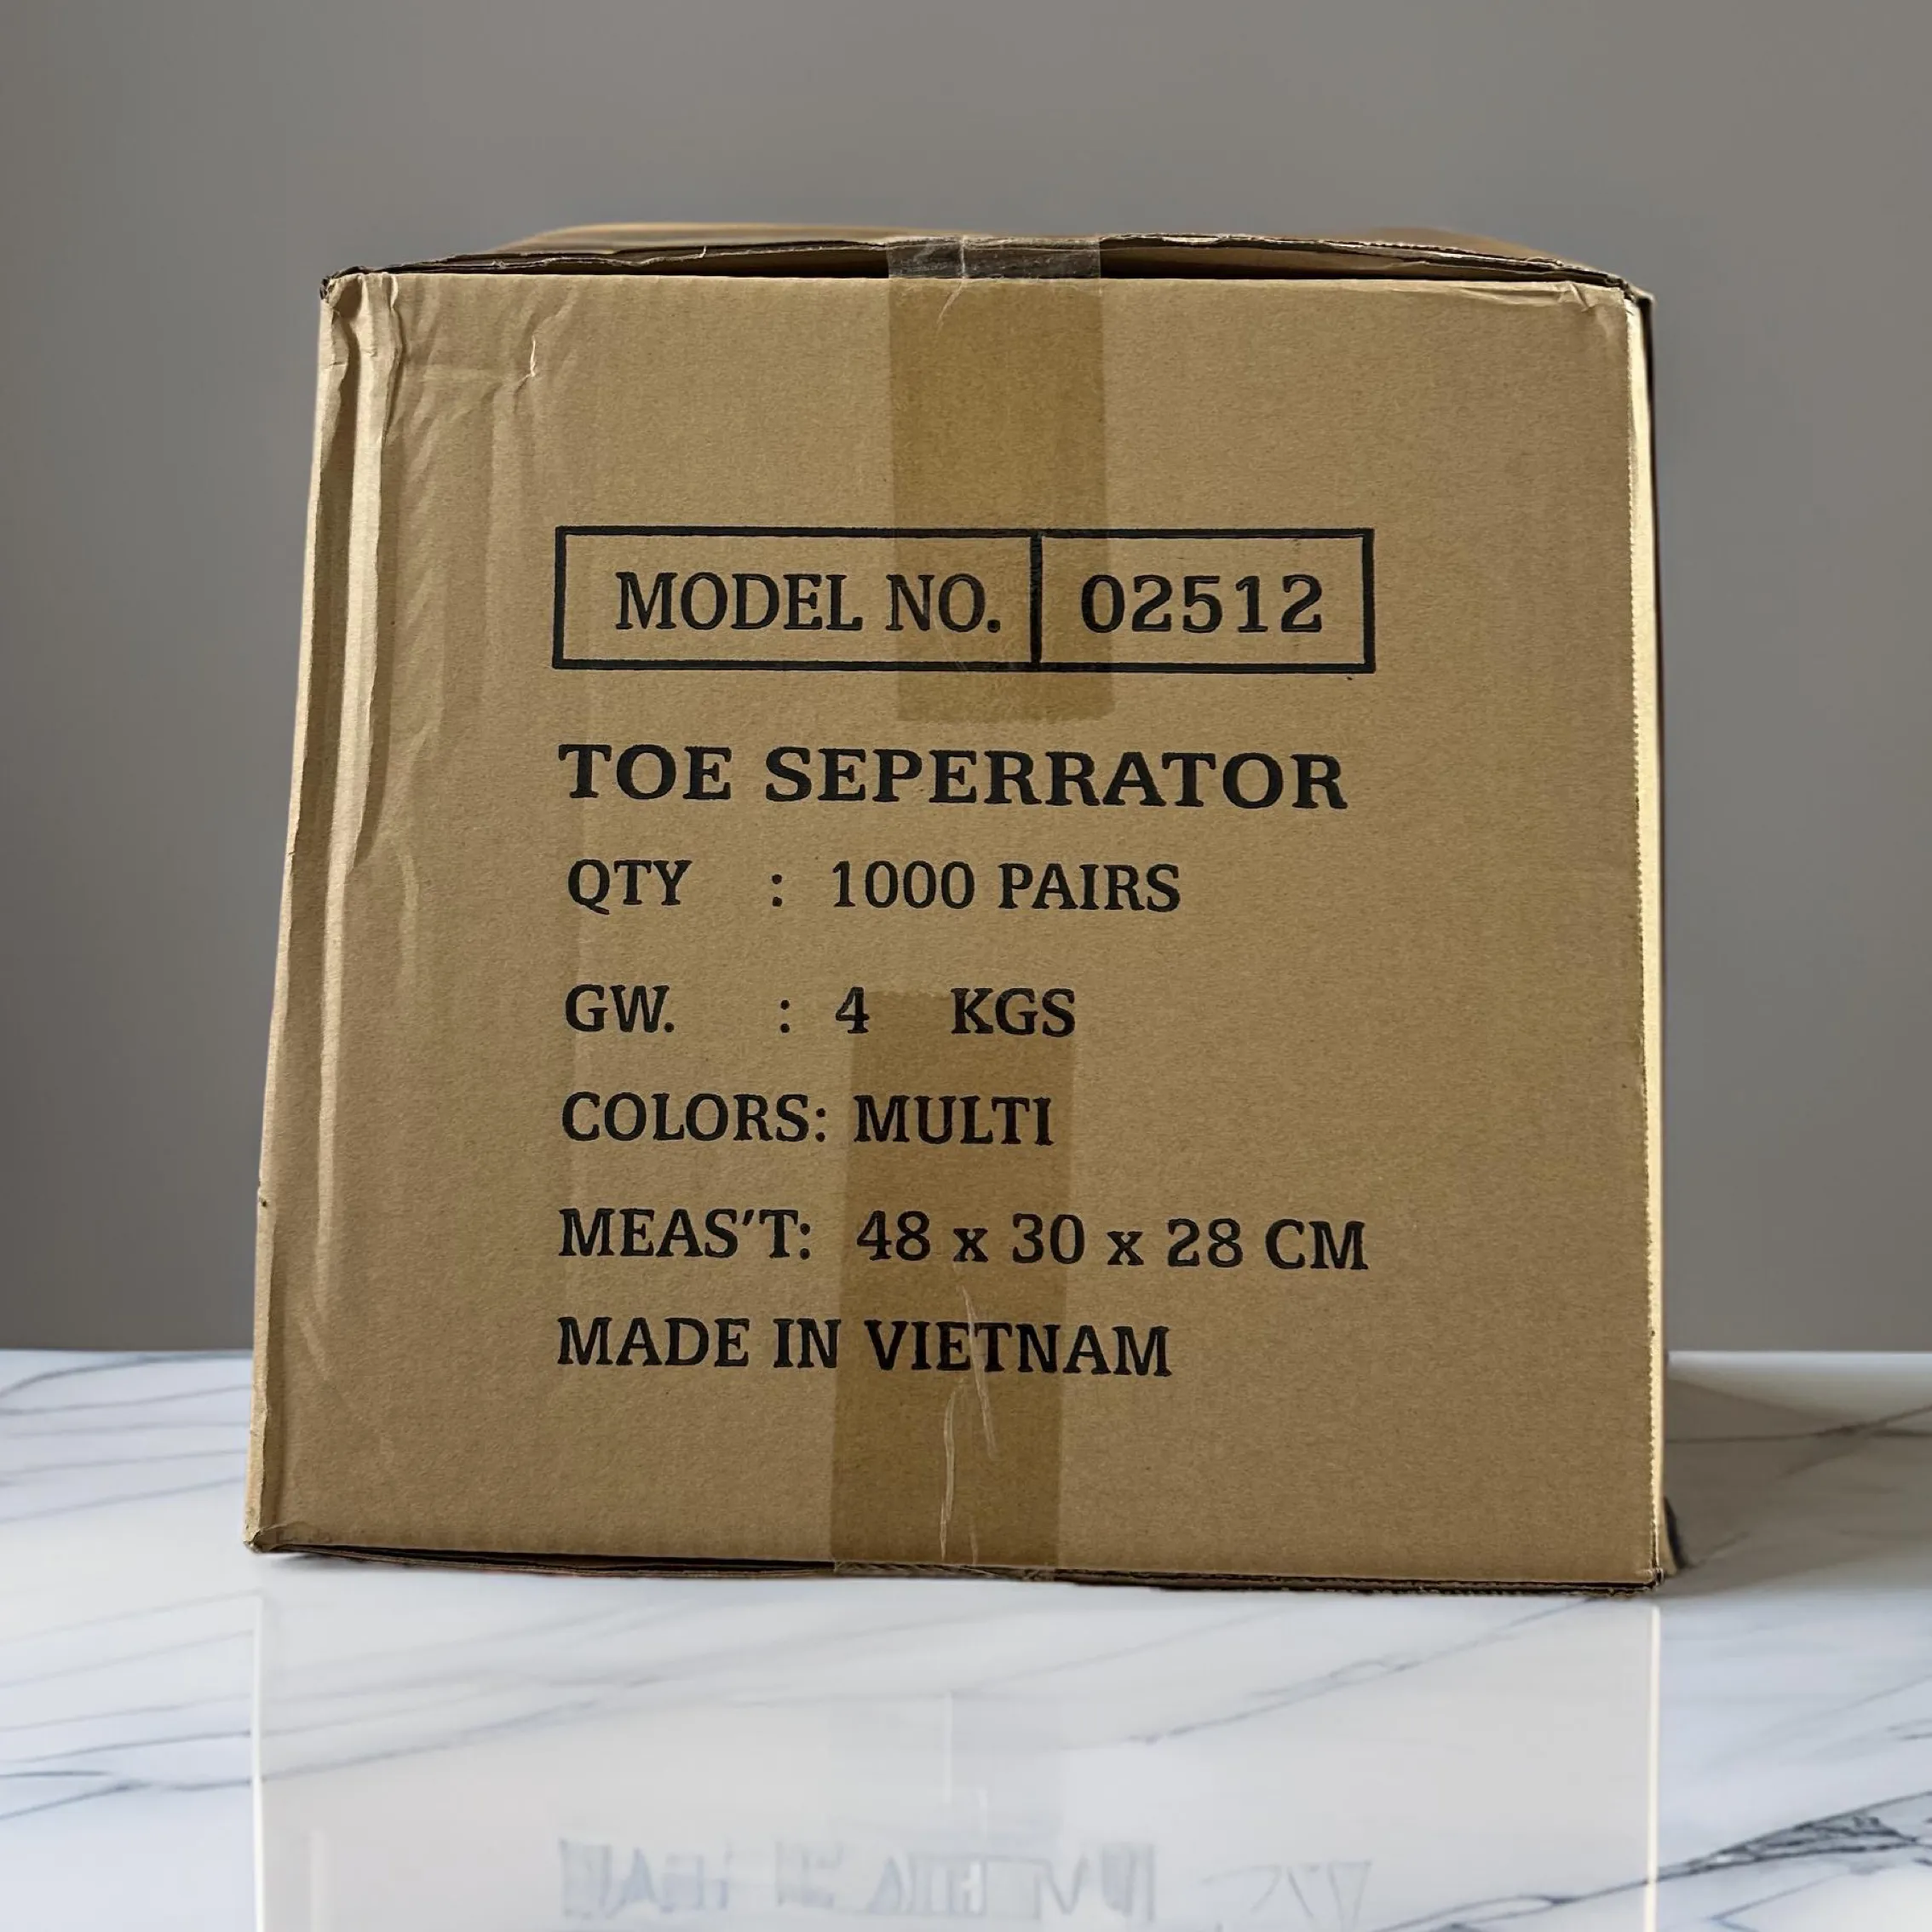 MODEL NO. 02512
TOE SEPERRATOR
QTY : 1000 PAIRS
GW. : 4 KGS
COLORS: MULTI
MEAS'T: 48 x 30 x 28 CM
MADE IN VIETNAM